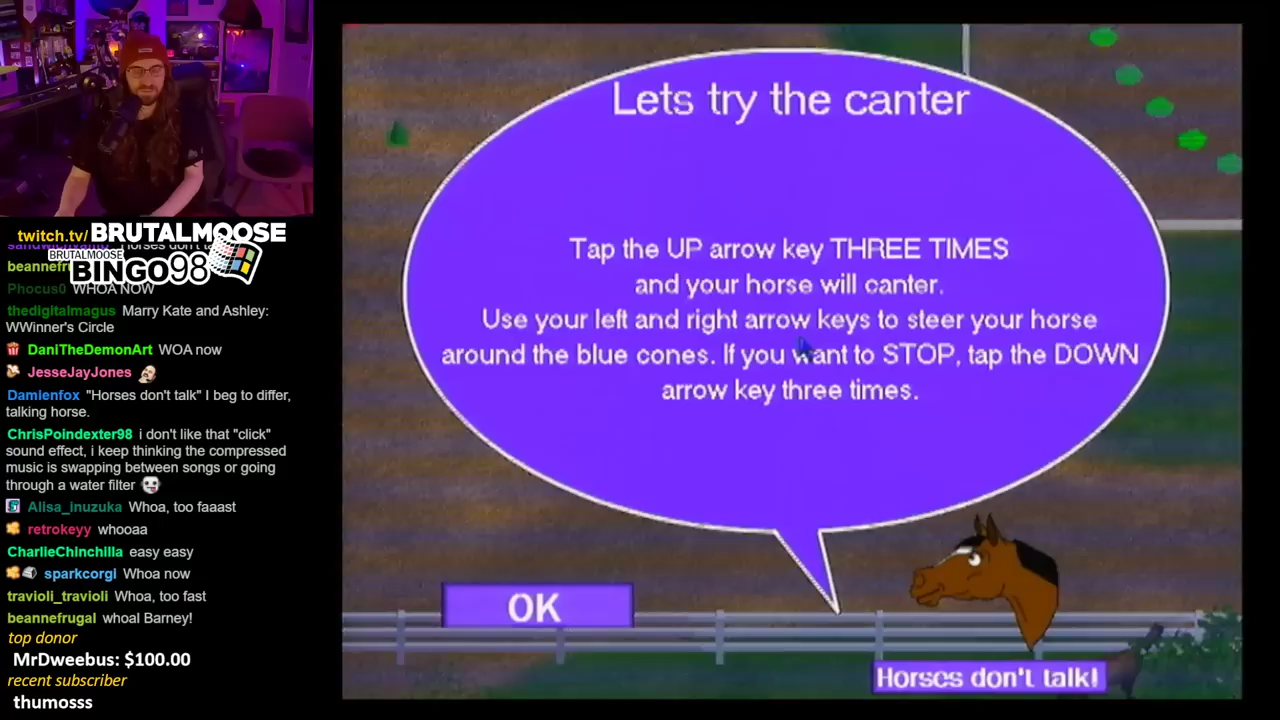 twitch.tv/BRUTALMOOSE
BRUTALMOOSE
BINGO98
beannefru
Phocus0 WHOA NOW
thedigitalmagus Marry Kate and Ashley:
WWinner's Circle
DaniTheDemonArt WOA now
JesseJayJones
Damienfox "Horses don't talk" I beg to differ,
talking horse.
ChrisPoindexter98 i don't like that "click"
sound effect, i keep thinking the compressed
music is swapping between songs or going
through a water filter
Alisa_inuzuka Whoa, too faaast
retrokeyy whooaa
CharlieChinchilla easy easy
sparkcorgi Whoa now
travioli_travioli Whoa, too fast
beannefrugal whoal Barney!
top donor
MrDweebus: $100.00
recent subscriber
thumosss
Lets try the canter
Tap the UP arrow key THREE TIMES
and your horse will canter.
Use your left and right arrow keys to steer your horse
around the blue cones. If you want to STOP, tap the DOWN
arrow key three times.
OK
Horses don't talk!